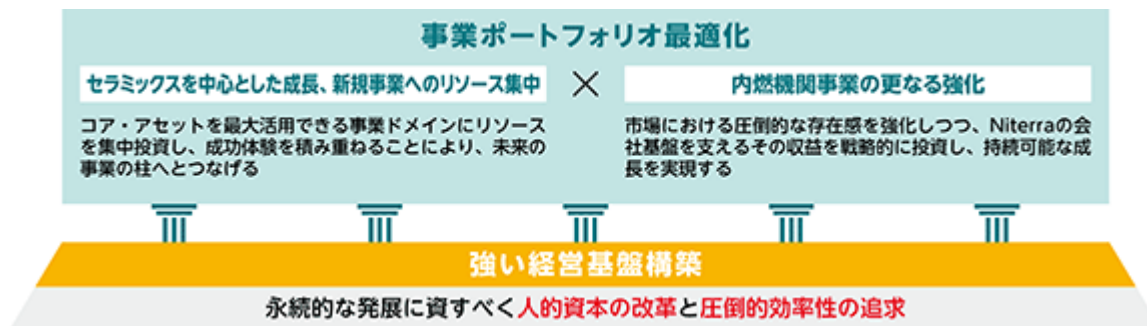 事業ポートフォリオ最適化
セラミックスを中心とした成長、新規事業へのリソース集中
×
内燃機関事業の更なる強化
コア・アセットを最大活用できる事業ドメインにリソース
を集中投資し、成功体験を積み重ねることにより、未来の
事業の柱へとつなげる
市場における圧倒的な存在感を強化しつつ、Niterraの会
社基盤を支えるその収益を戦略的に投資し、持続可能な成
長を実現する
強い経営基盤構築
永続的な発展に資すべく人的資本の改革と圧倒的効率性の追求